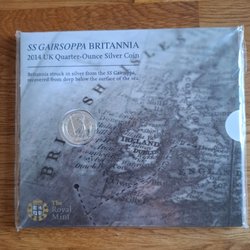 SS GAIRSOPPA BRITANNIA
2014 UK Quarter-Ounce Silver Coin
Britannia struck in silver from the SS Gairsoppa,
recovered from deep below the surface of the sea.
BRITISH ISLES
IRELAND
The
Royal
Mint